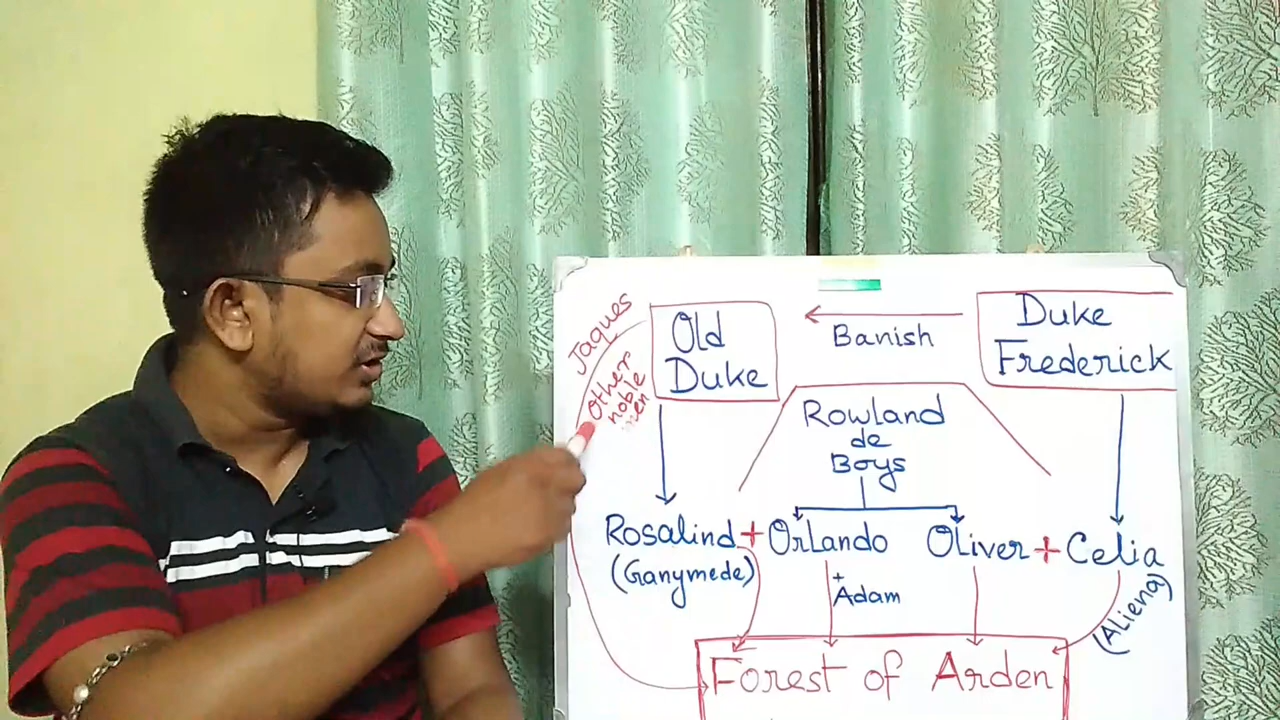 Jaques
Other
noble
men
Old
Duke
Banish
Duke
Frederick
Rowland
de
Boys
Rosalind + Orlando
(Ganymede)
+
Adam
Oliver + Celia
(Aliena)
Forest of Arden